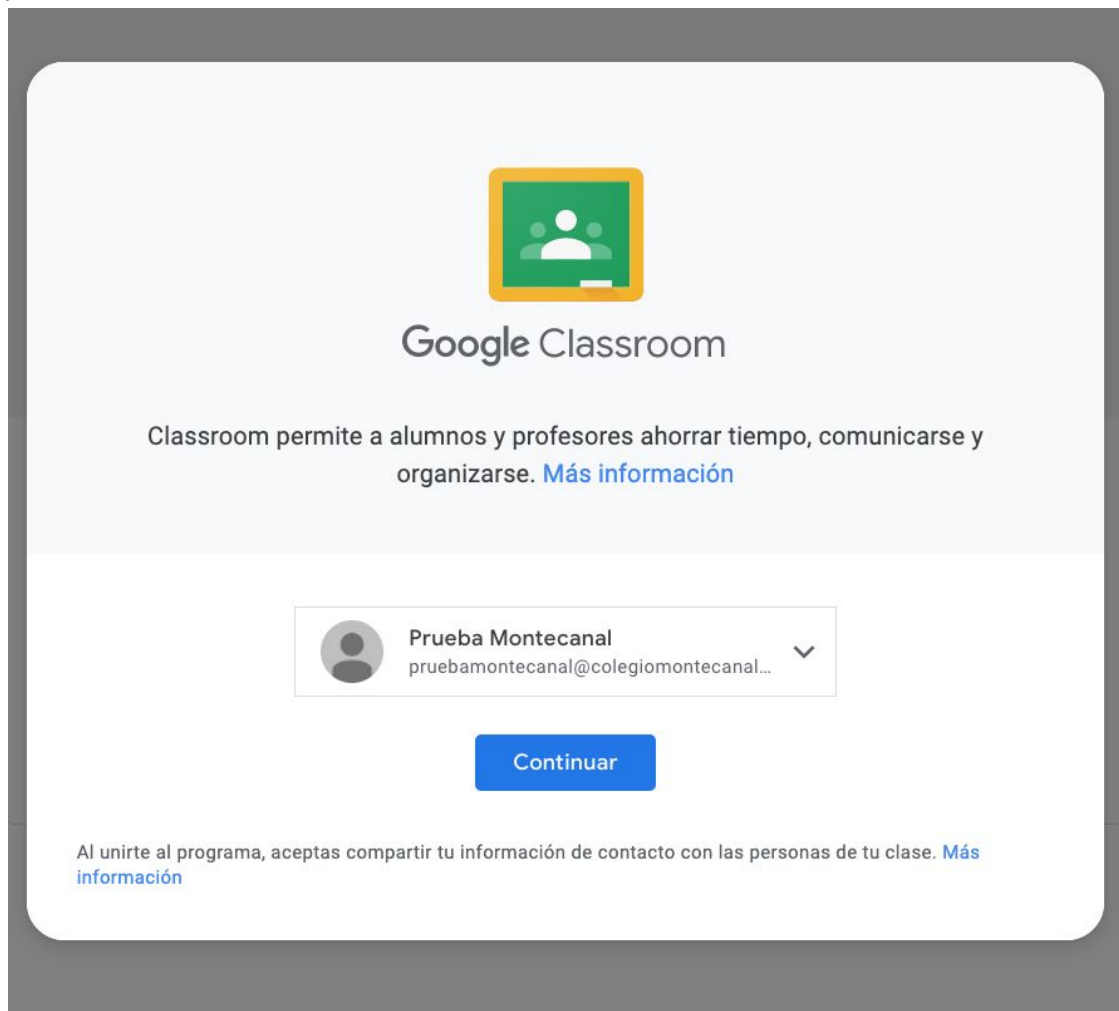 Google Classroom
Classroom permite a alumnos y profesores ahorrar tiempo, comunicarse y
organizarse. Más información
Prueba Montecanal
pruebamontecanal@colegiomontecanal...
Continuar
Al unirte al programa, aceptas compartir tu información de contacto con las personas de tu clase. Más
información